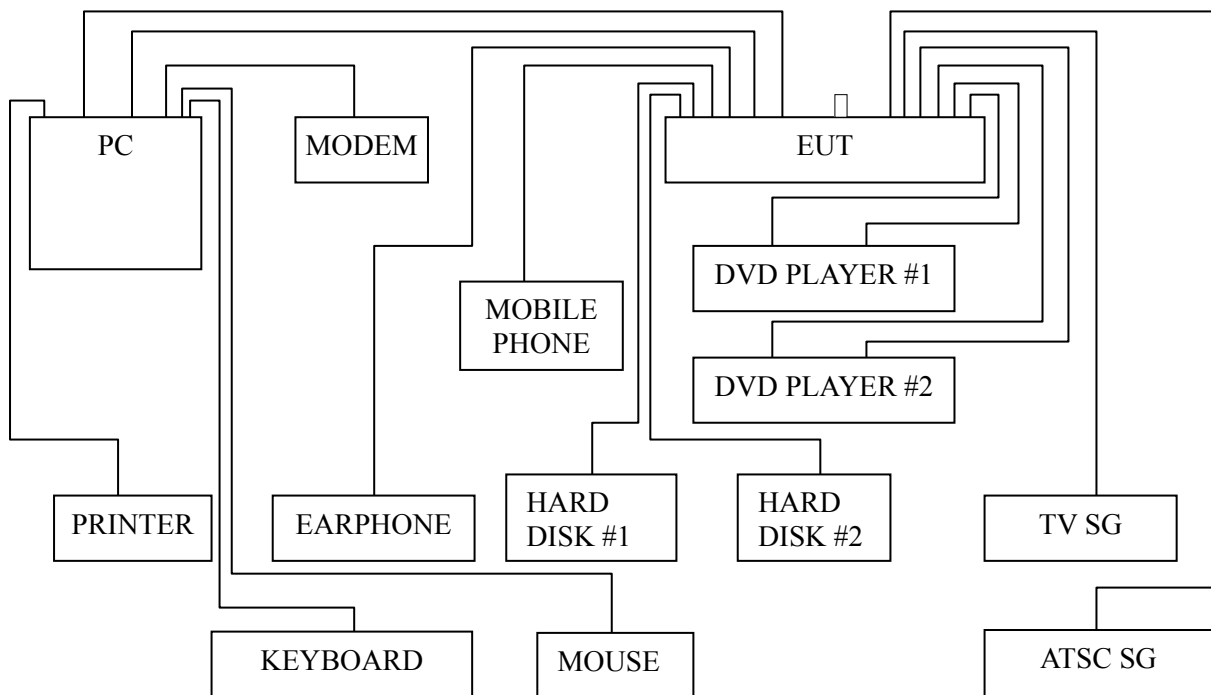 PC
MODEM
EUT
DVD PLAYER #1
MOBILE
PHONE
DVD PLAYER #2
PRINTER
EARPHONE
HARD
DISK #1
HARD
DISK #2
TV SG
KEYBOARD
MOUSE
ATSC SG